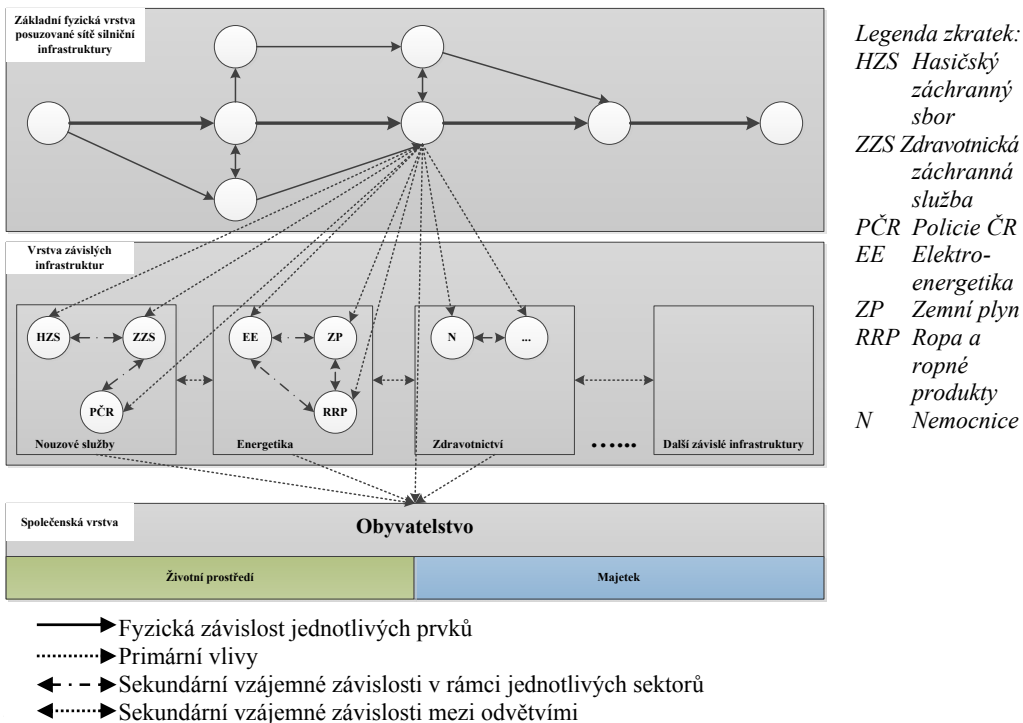 Základní fyzická vrstva
posuzované sítě silniční
infrastruktury
Legenda zkratek:
HZS Hasičský
záchranný
sbor
ZZS Zdravotnická
záchranná
služba
PČR Policie ČR
EE Elektro-
energetika
ZP Zemní plyn
RRP Ropa a
ropné
produkty
N Nemocnice
Vrstva závislých
infrastruktur
HZS
ZZS
PČR
Nouzové služby
EE
ZP
RRP
Energetika
N
...
Zdravotnictví
......
Další závislé infrastruktury
Společenská vrstva
Obyvatelstvo
Životní prostředí
Majetek
Fyzická závislost jednotlivých prvků
Primární vlivy
Sekundární vzájemné závislosti v rámci jednotlivých sektorů
Sekundární vzájemné závislosti mezi odvětvími